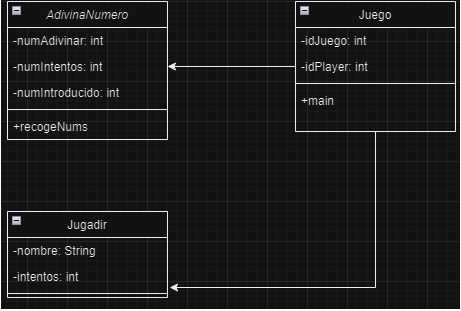 AdivinaNumero
-numAdivinar: int
-numIntentos: int
-numIntroducido: int
+recogeNums
Juego
-idJuego: int
-idPlayer: int
+main
Jugadir
-nombre: String
-intentos: int